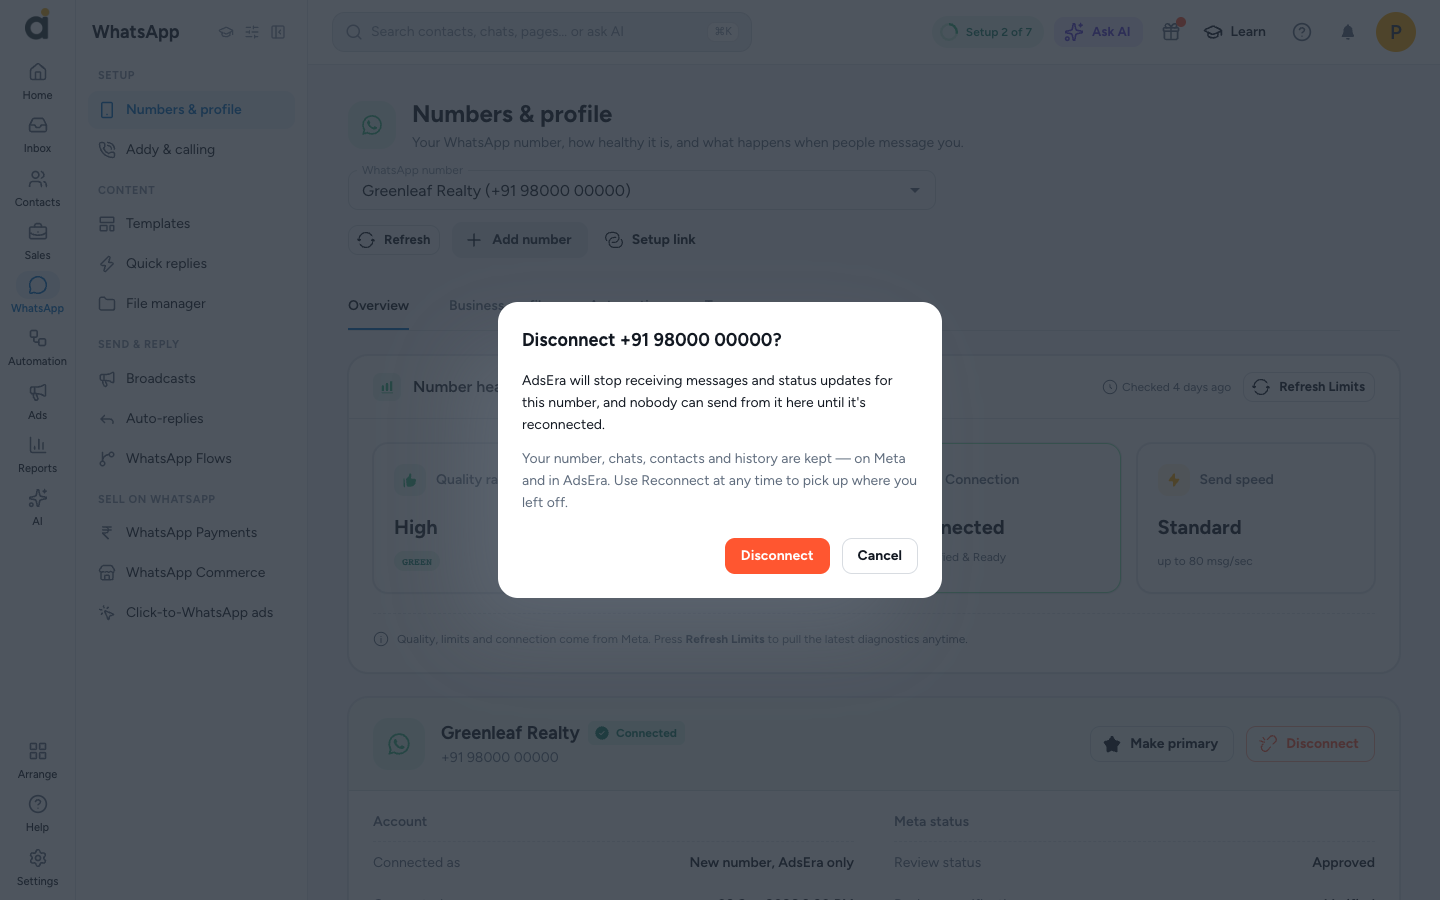 WhatsApp
Search contacts, chats, pages... or ask AI
⌘K
Setup 2 of 7
Ask AI
Learn
P
Home
Inbox
Contacts
Sales
WhatsApp
Automation
Ads
Reports
AI
Arrange
Help
Settings
SETUP
Numbers & profile
Addy & calling
CONTENT
Templates
Quick replies
File manager
SEND & REPLY
Broadcasts
Auto-replies
WhatsApp Flows
SELL ON WHATSAPP
WhatsApp Payments
WhatsApp Commerce
Click-to-WhatsApp ads
Numbers & profile
Your WhatsApp number, how healthy it is, and what happens when people message you.
WhatsApp number
Greenleaf Realty (+91 98000 00000)
Refresh
Add number
Setup link
Overview
Business
Disconnect +91 98000 00000?
AdsEra will stop receiving messages and status updates for
this number, and nobody can send from it here until it's
reconnected.
Your number, chats, contacts and history are kept — on Meta
and in AdsEra. Use Reconnect at any time to pick up where you
left off.
Disconnect
Cancel
Number
Checked 4 days ago
Refresh Limits
Quality
High
GREEN
Connection
& Ready
Send speed
Standard
up to 80 msg/sec
Quality, limits and connection come from Meta. Press Refresh Limits to pull the latest diagnostics anytime.
Greenleaf Realty
Connected
+91 98000 00000
Make primary
Disconnect
Account
Meta status
Connected as
New number, AdsEra only
Review status
Approved